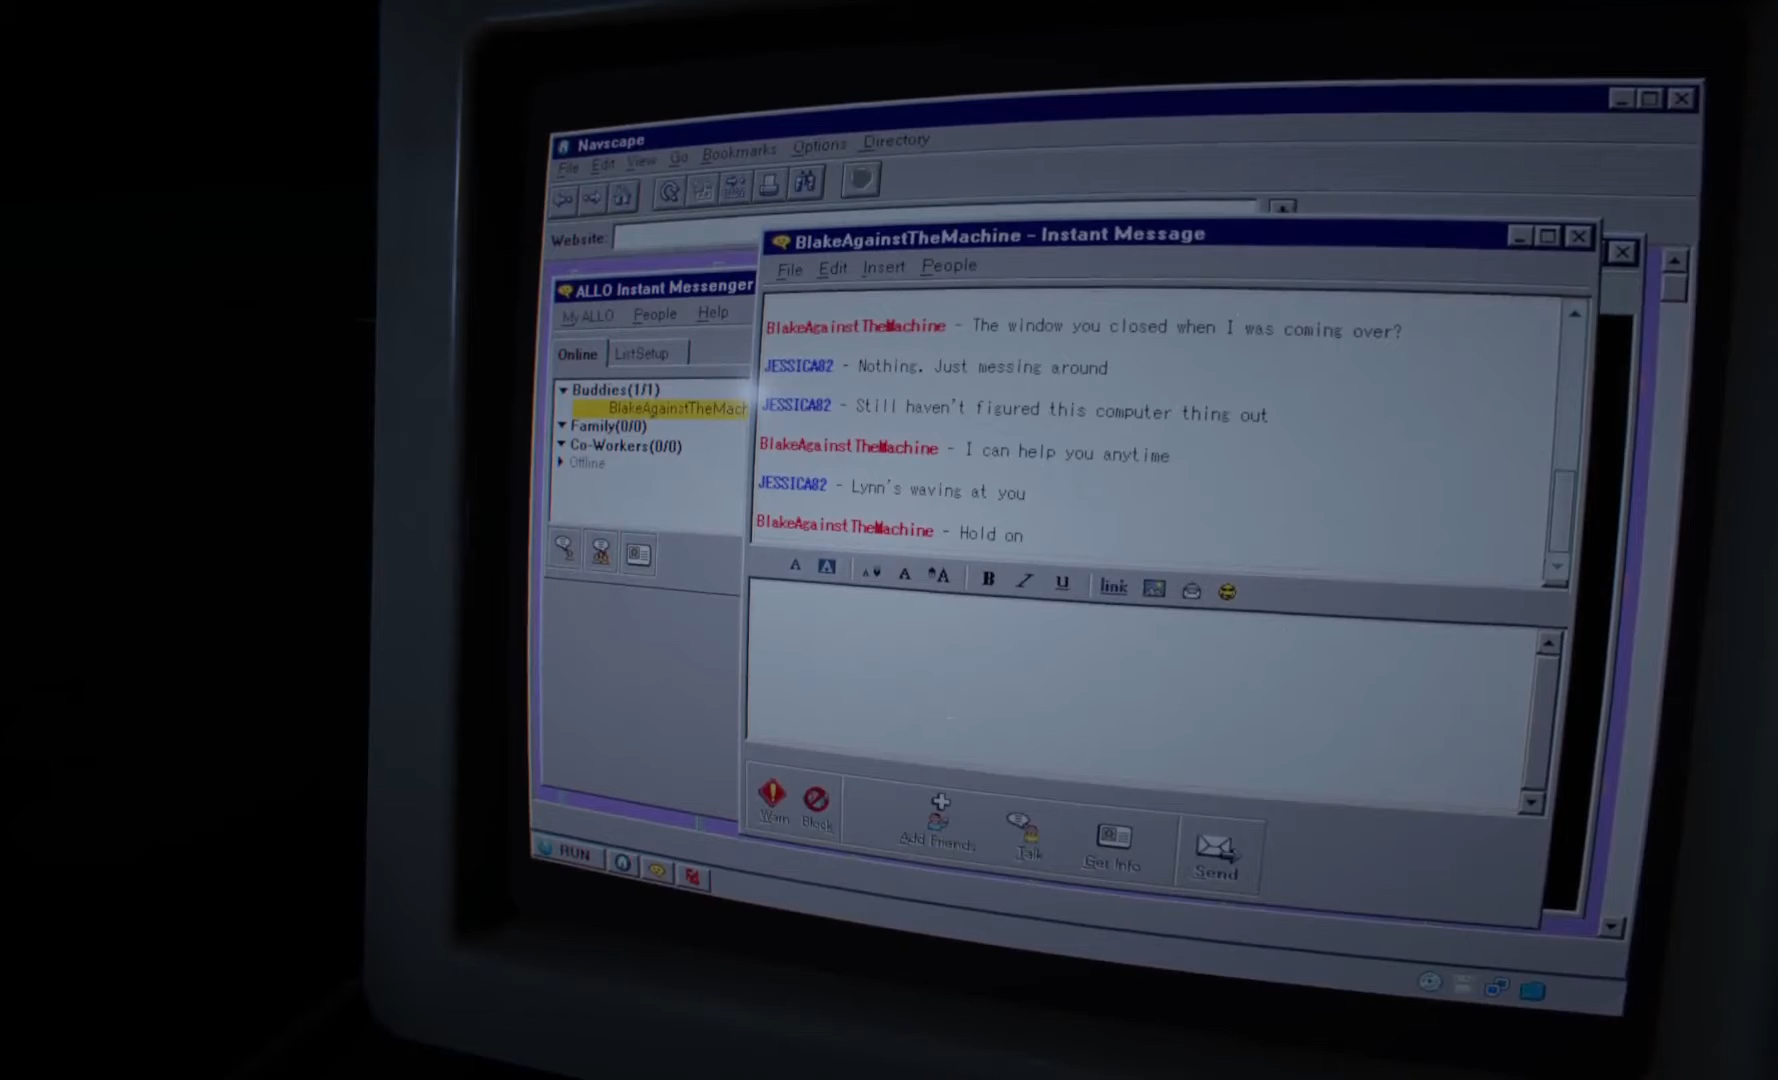 Navscape
File Edit View Go Bookmarks Options Directory
Website:
ALLO Instant Messenger
My ALLO People Help
Online List Setup
Buddies(1/1)
BlakeAgainstTheMach
Family(0/0)
Co-Workers(0/0)
Offline
BlakeAgainstTheMachine - Instant Message
File Edit Insert People
BlakeAgainstTheMachine - The window you closed when I was coming over?
JESSICA82 - Nothing. Just messing around
JESSICA82 - Still haven't figured this computer thing out
BlakeAgainstTheMachine - I can help you anytime
JESSICA82 - Lynn's waving at you
BlakeAgainstTheMachine - Hold on
A A A A A B I U link
Warn Block Add Friends Talk Get Info Send
RUN